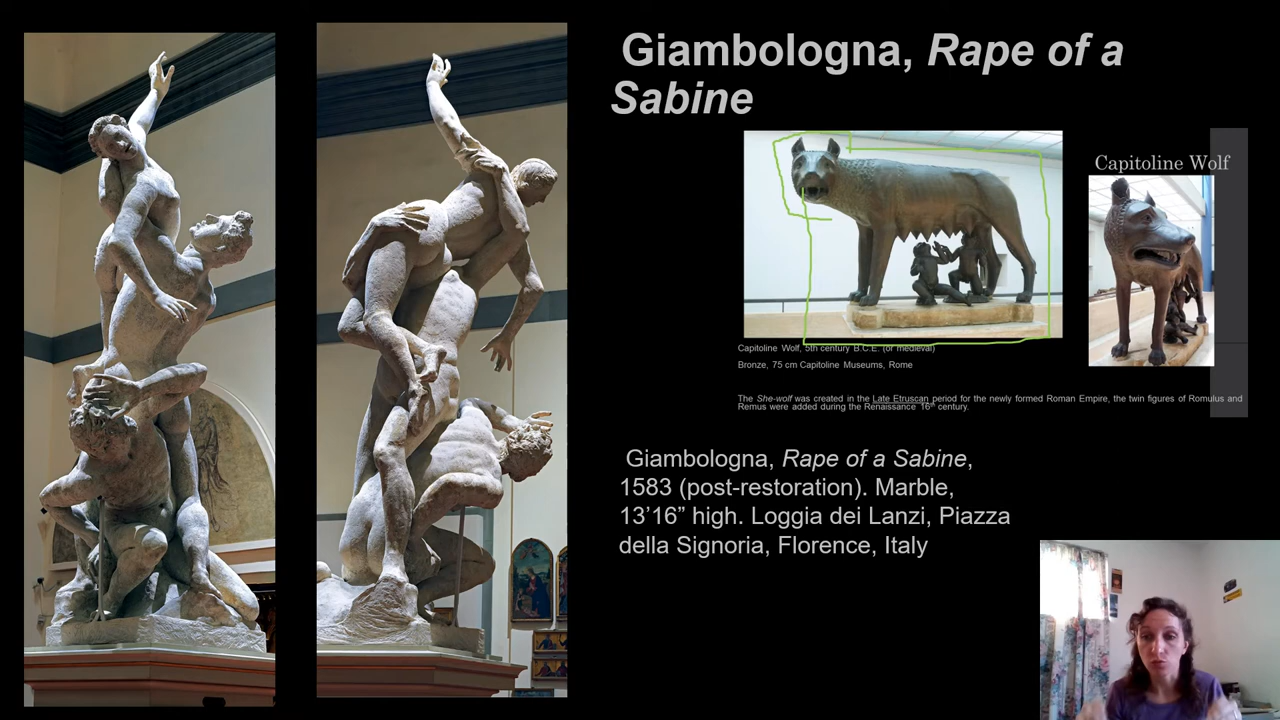 Giambologna, Rape of a
Sabine
Capitoline Wolf
Capitoline Wolf, 5th century B.C.E. (or medieval)
Bronze, 75 cm Capitoline Museums, Rome
The She-wolf was created in the Late Etruscan period for the newly formed Roman Empire, the twin figures of Romulus and
Remus were added during the Renaissance 16th century.
Giambologna, Rape of a Sabine,
1583 (post-restoration). Marble,
13’16” high. Loggia dei Lanzi, Piazza
della Signoria, Florence, Italy